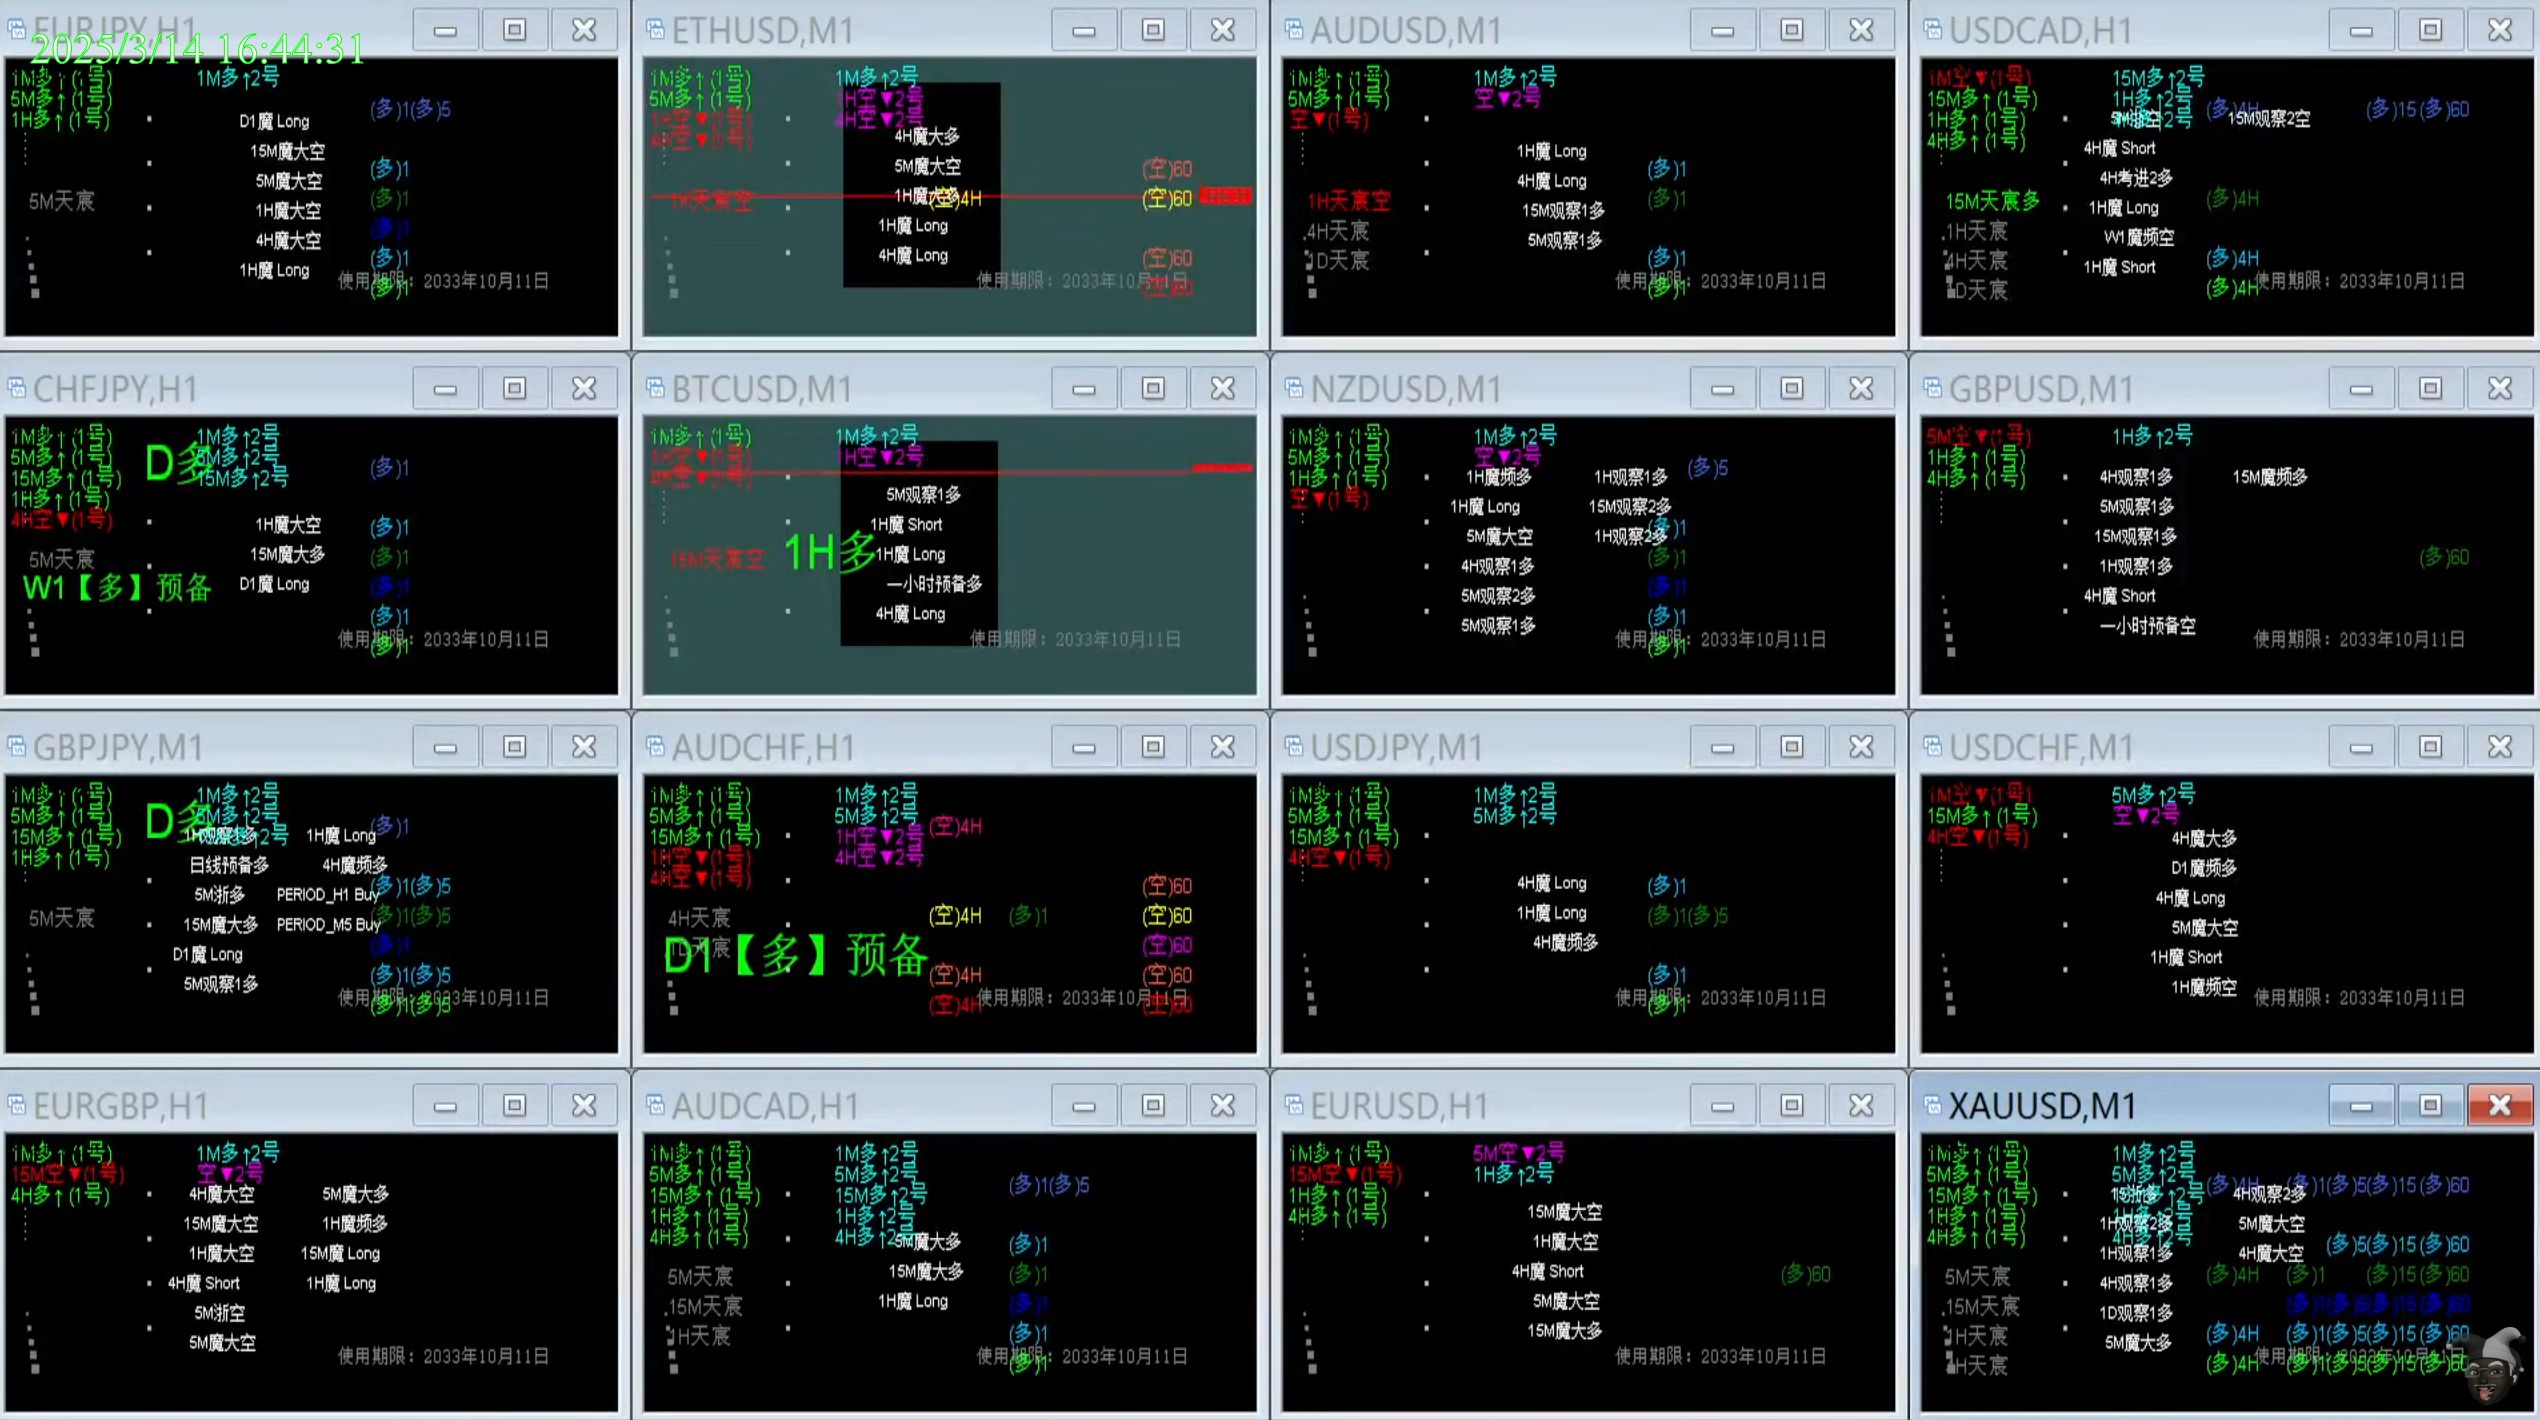 EURJPY,H1
2025/3/14 16:44:31
1M多↑(1号)
5M多↑(1号)
1H多↑(1号)
1M多↑2号
(多)1(多)5
D1魔 Long
15M魔大空
5M魔大空
1H魔大空
4H魔大空
1H魔 Long
(多)1
(多)1
(多)1
(多)1
(多)1
5M天宸
使用期限：2033年10月11日
ETHUSD,M1
1M多↑(1号)
5M多↑(1号)
1H空▼(1号)
4H空▼(1号)
1M多↑2号
1H空▼2号
4H空▼2号
4H魔大多
5M魔大空
1H魔大多
1H魔 Long
4H魔 Long
(空)4H
(空)60
(空)60
(空)60
(空)60
1H天宸空
使用期限：2033年10月11日
AUDUSD,M1
1M多↑(1号)
5M多↑(1号)
空▼(1号)
1M多↑2号
空▼2号
1H魔 Long
4H魔 Long
15M观察1多
5M观察1多
(多)1
(多)1
(多)1
(多)1
1H天宸空
4H天宸
1D天宸
使用期限：2033年10月11日
USDCAD,H1
1M空▼(1号)
15M多↑(1号)
1H多↑(1号)
4H多↑(1号)
15M多↑2号
1H多↑2号
4H多↑2号
(多)4H
(多)15(多)60
15M观察2空
4H魔 Short
4H考进2多
1H魔 Long
W1魔频空
1H魔 Short
(多)4H
(多)4H
(多)4H
15M天宸多
1H天宸
4H天宸
1D天宸
使用期限：2033年10月11日
CHFJPY,H1
1M多↑(1号)
5M多↑(1号)
15M多↑(1号)
1H多↑(1号)
4H空▼(1号)
D多
1M多↑2号
5M多↑2号
15M多↑2号
(多)1
1H魔大空
15M魔大多
D1魔 Long
(多)1
(多)1
(多)1
(多)1
(多)1
5M天宸
W1【多】预备
使用期限：2033年10月11日
BTCUSD,M1
1M多↑(1号)
1H空▼(1号)
4H空▼(1号)
1M多↑2号
1H空▼2号
5M观察1多
1H魔 Short
1H魔 Long
一小时预备多
4H魔 Long
15M天宸空
1H多
使用期限：2033年10月11日
NZDUSD,M1
1M多↑(1号)
5M多↑(1号)
1H多↑(1号)
空▼(1号)
1M多↑2号
空▼2号
(多)5
1H魔频多 1H观察1多
1H魔 Long 15M观察2多
5M魔大空 1H观察2多
4H观察1多
5M观察2多
5M观察1多
(多)1
(多)1
(多)1
(多)1
(多)1
使用期限：2033年10月11日
GBPUSD,M1
5M空▼(1号)
1H多↑(1号)
4H多↑(1号)
1H多↑2号
4H观察1多 15M魔频多
5M观察1多
15M观察1多
1H观察1多
4H魔 Short
一小时预备空
(多)60
使用期限：2033年10月11日
GBPJPY,M1
1M多↑(1号)
5M多↑(1号)
15M多↑(1号)
1H多↑(1号)
D多
1M多↑2号
5M多↑2号
(多)1
1H观察1多 1H魔 Long
日线预备多 4H魔频多
5M浙多 PERIOD_H1 Buy
15M魔大多 PERIOD_M5 Buy
D1魔 Long
5M观察1多
(多)1(多)5
(多)1(多)5
(多)1
(多)1(多)5
(多)1(多)5
5M天宸
使用期限：2033年10月11日
AUDCHF,H1
1M多↑(1号)
5M多↑(1号)
15M多↑(1号)
1H空▼(1号)
4H空▼(1号)
1M多↑2号
5M多↑2号
1H空▼2号
4H空▼2号
(空)4H
(空)60
(空)4H (多)1 (空)60
(空)60
(空)4H (空)60
(空)4H (空)60
4H天宸
1D天宸
D1【多】预备
使用期限：2033年10月11日
USDJPY,M1
1M多↑(1号)
5M多↑(1号)
15M多↑(1号)
4H空▼(1号)
1M多↑2号
5M多↑2号
4H魔 Long
1H魔 Long
4H魔频多
(多)1
(多)1(多)5
(多)1
(多)1
使用期限：2033年10月11日
USDCHF,M1
1M空▼(1号)
15M多↑(1号)
4H空▼(1号)
5M多↑2号
空▼2号
4H魔大多
D1魔频多
4H魔 Long
5M魔大空
1H魔 Short
1H魔频空
使用期限：2033年10月11日
EURGBP,H1
1M多↑(1号)
15M空▼(1号)
4H多↑(1号)
1M多↑2号
空▼2号
4H魔大空 5M魔大多
15M魔大空 1H魔频多
1H魔大空 15M魔 Long
4H魔 Short 1H魔 Long
5M浙空
5M魔大空
使用期限：2033年10月11日
AUDCAD,H1
1M多↑(1号)
5M多↑(1号)
15M多↑(1号)
1H多↑(1号)
4H多↑(1号)
1M多↑2号
5M多↑2号
15M多↑2号
1H多↑2号
4H多↑2号
(多)1(多)5
5M魔大多
15M魔大多
1H魔 Long
(多)1
(多)1
(多)1
(多)1
(多)1
5M天宸
15M天宸
1H天宸
使用期限：2033年10月11日
EURUSD,H1
1M多↑(1号)
15M空▼(1号)
1H多↑(1号)
4H多↑(1号)
5M空▼2号
1H多↑2号
15M魔大空
1H魔大空
4H魔 Short
5M魔大空
15M魔大多
(多)60
使用期限：2033年10月11日
XAUUSD,M1
1M多↑(1号)
5M多↑(1号)
15M多↑(1号)
1H多↑(1号)
4H多↑(1号)
1M多↑2号
5M多↑2号
15M多↑2号
1H多↑2号
4H多↑2号
(多)4H (多)1(多)5(多)15(多)60
4H观察2多
1H观察2多 5M魔大空
1H观察1多 4H魔大空
4H观察1多
1D观察1多
5M魔大多
(多)5(多)15(多)60
(多)4H (多)1 (多)15(多)60
(多)1(多)5(多)15(多)60
(多)4H (多)1(多)5(多)15(多)60
(多)4H (多)1(多)5(多)15(多)60
5M天宸
15M天宸
1H天宸
4H天宸
使用期限：2033年10月11日